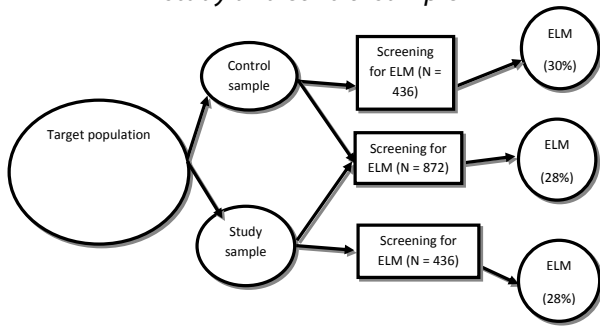 Target population
Control
sample
Study
sample
Screening
for ELM (N =
436)
Screening for
ELM (N = 872)
Screening for
ELM (N = 436)
ELM
(30%)
ELM
(28%)
ELM
(28%)